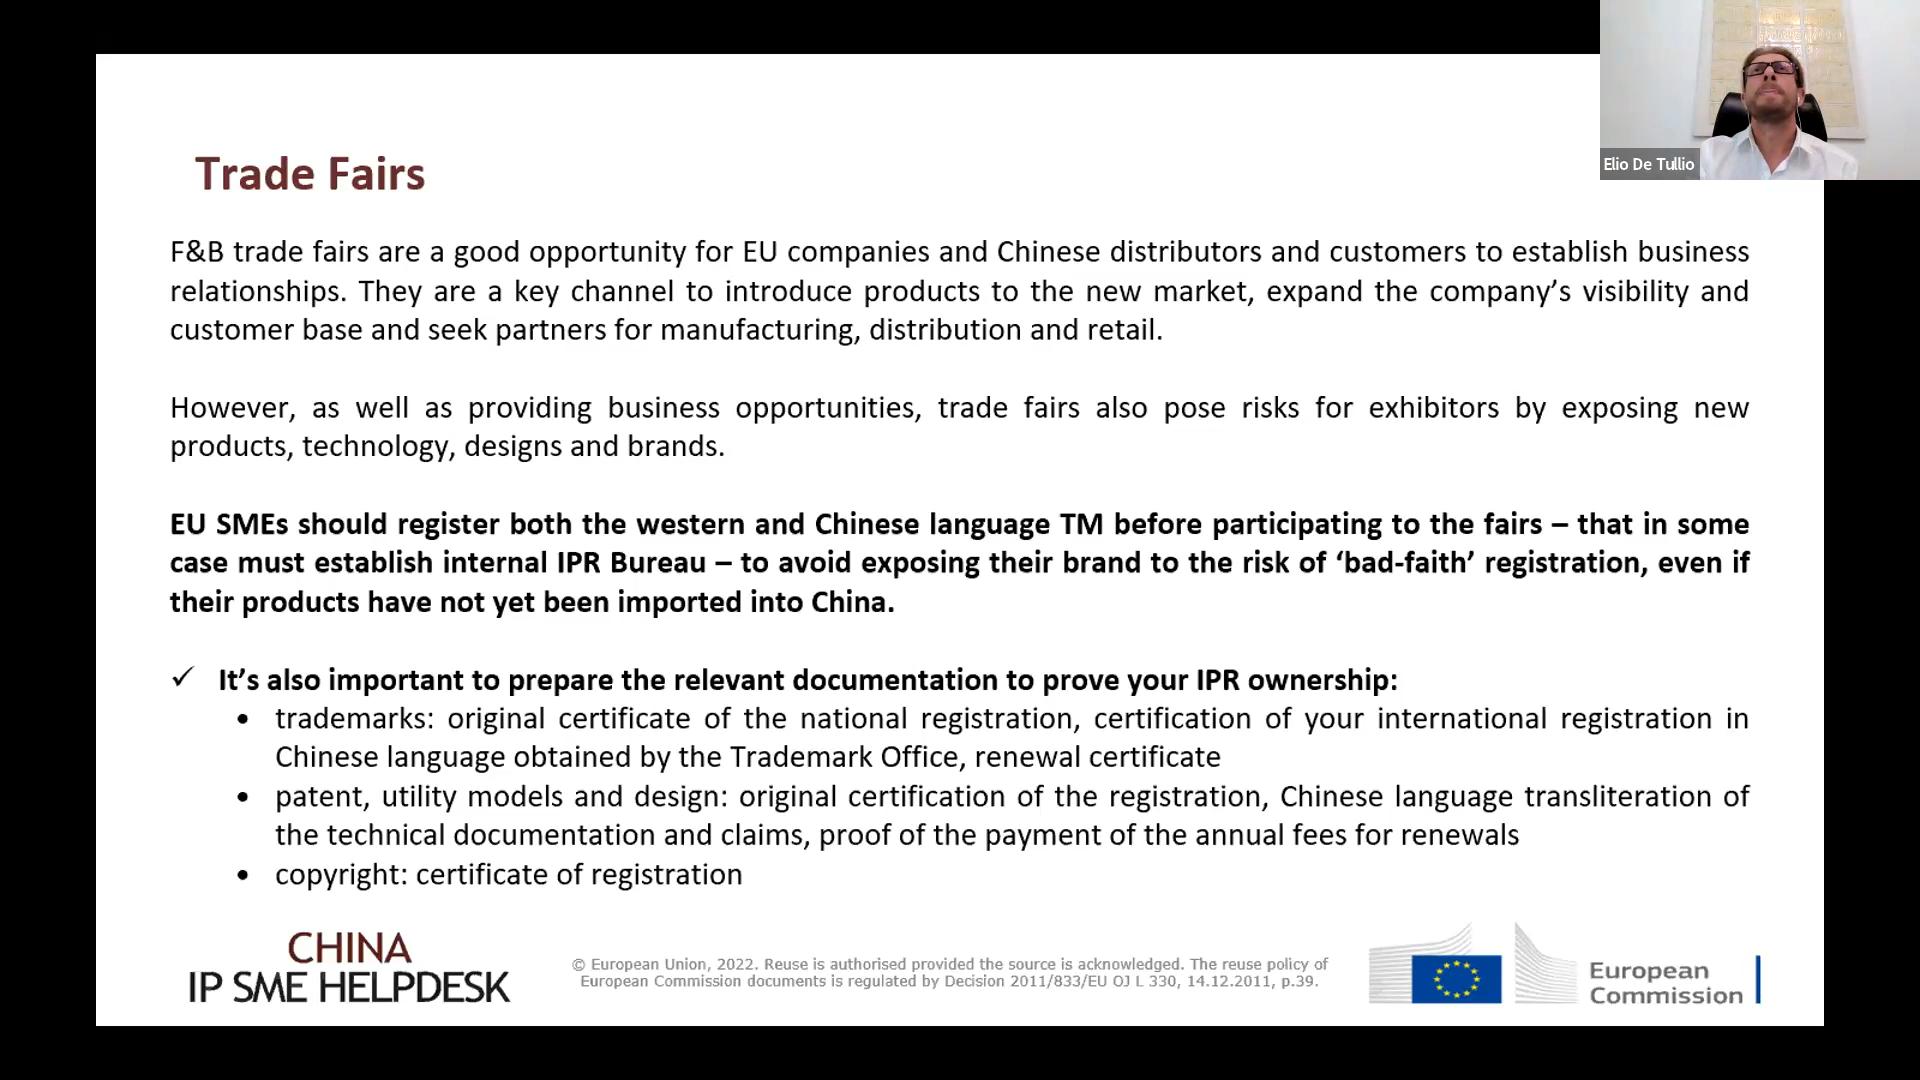 Elio De Tullio
Trade Fairs
F&B trade fairs are a good opportunity for EU companies and Chinese distributors and customers to establish business
relationships. They are a key channel to introduce products to the new market, expand the company’s visibility and
customer base and seek partners for manufacturing, distribution and retail.
However, as well as providing business opportunities, trade fairs also pose risks for exhibitors by exposing new
products, technology, designs and brands.
EU SMEs should register both the western and Chinese language TM before participating to the fairs – that in some
case must establish internal IPR Bureau – to avoid exposing their brand to the risk of ‘bad-faith’ registration, even if
their products have not yet been imported into China.
✓ It’s also important to prepare the relevant documentation to prove your IPR ownership:
• trademarks: original certificate of the national registration, certification of your international registration in
Chinese language obtained by the Trademark Office, renewal certificate
• patent, utility models and design: original certification of the registration, Chinese language transliteration of
the technical documentation and claims, proof of the payment of the annual fees for renewals
• copyright: certificate of registration
CHINA
IP SME HELPDESK
© European Union, 2022. Reuse is authorised provided the source is acknowledged. The reuse policy of
European Commission documents is regulated by Decision 2011/833/EU OJ L 330, 14.12.2011, p.39.
European
Commission